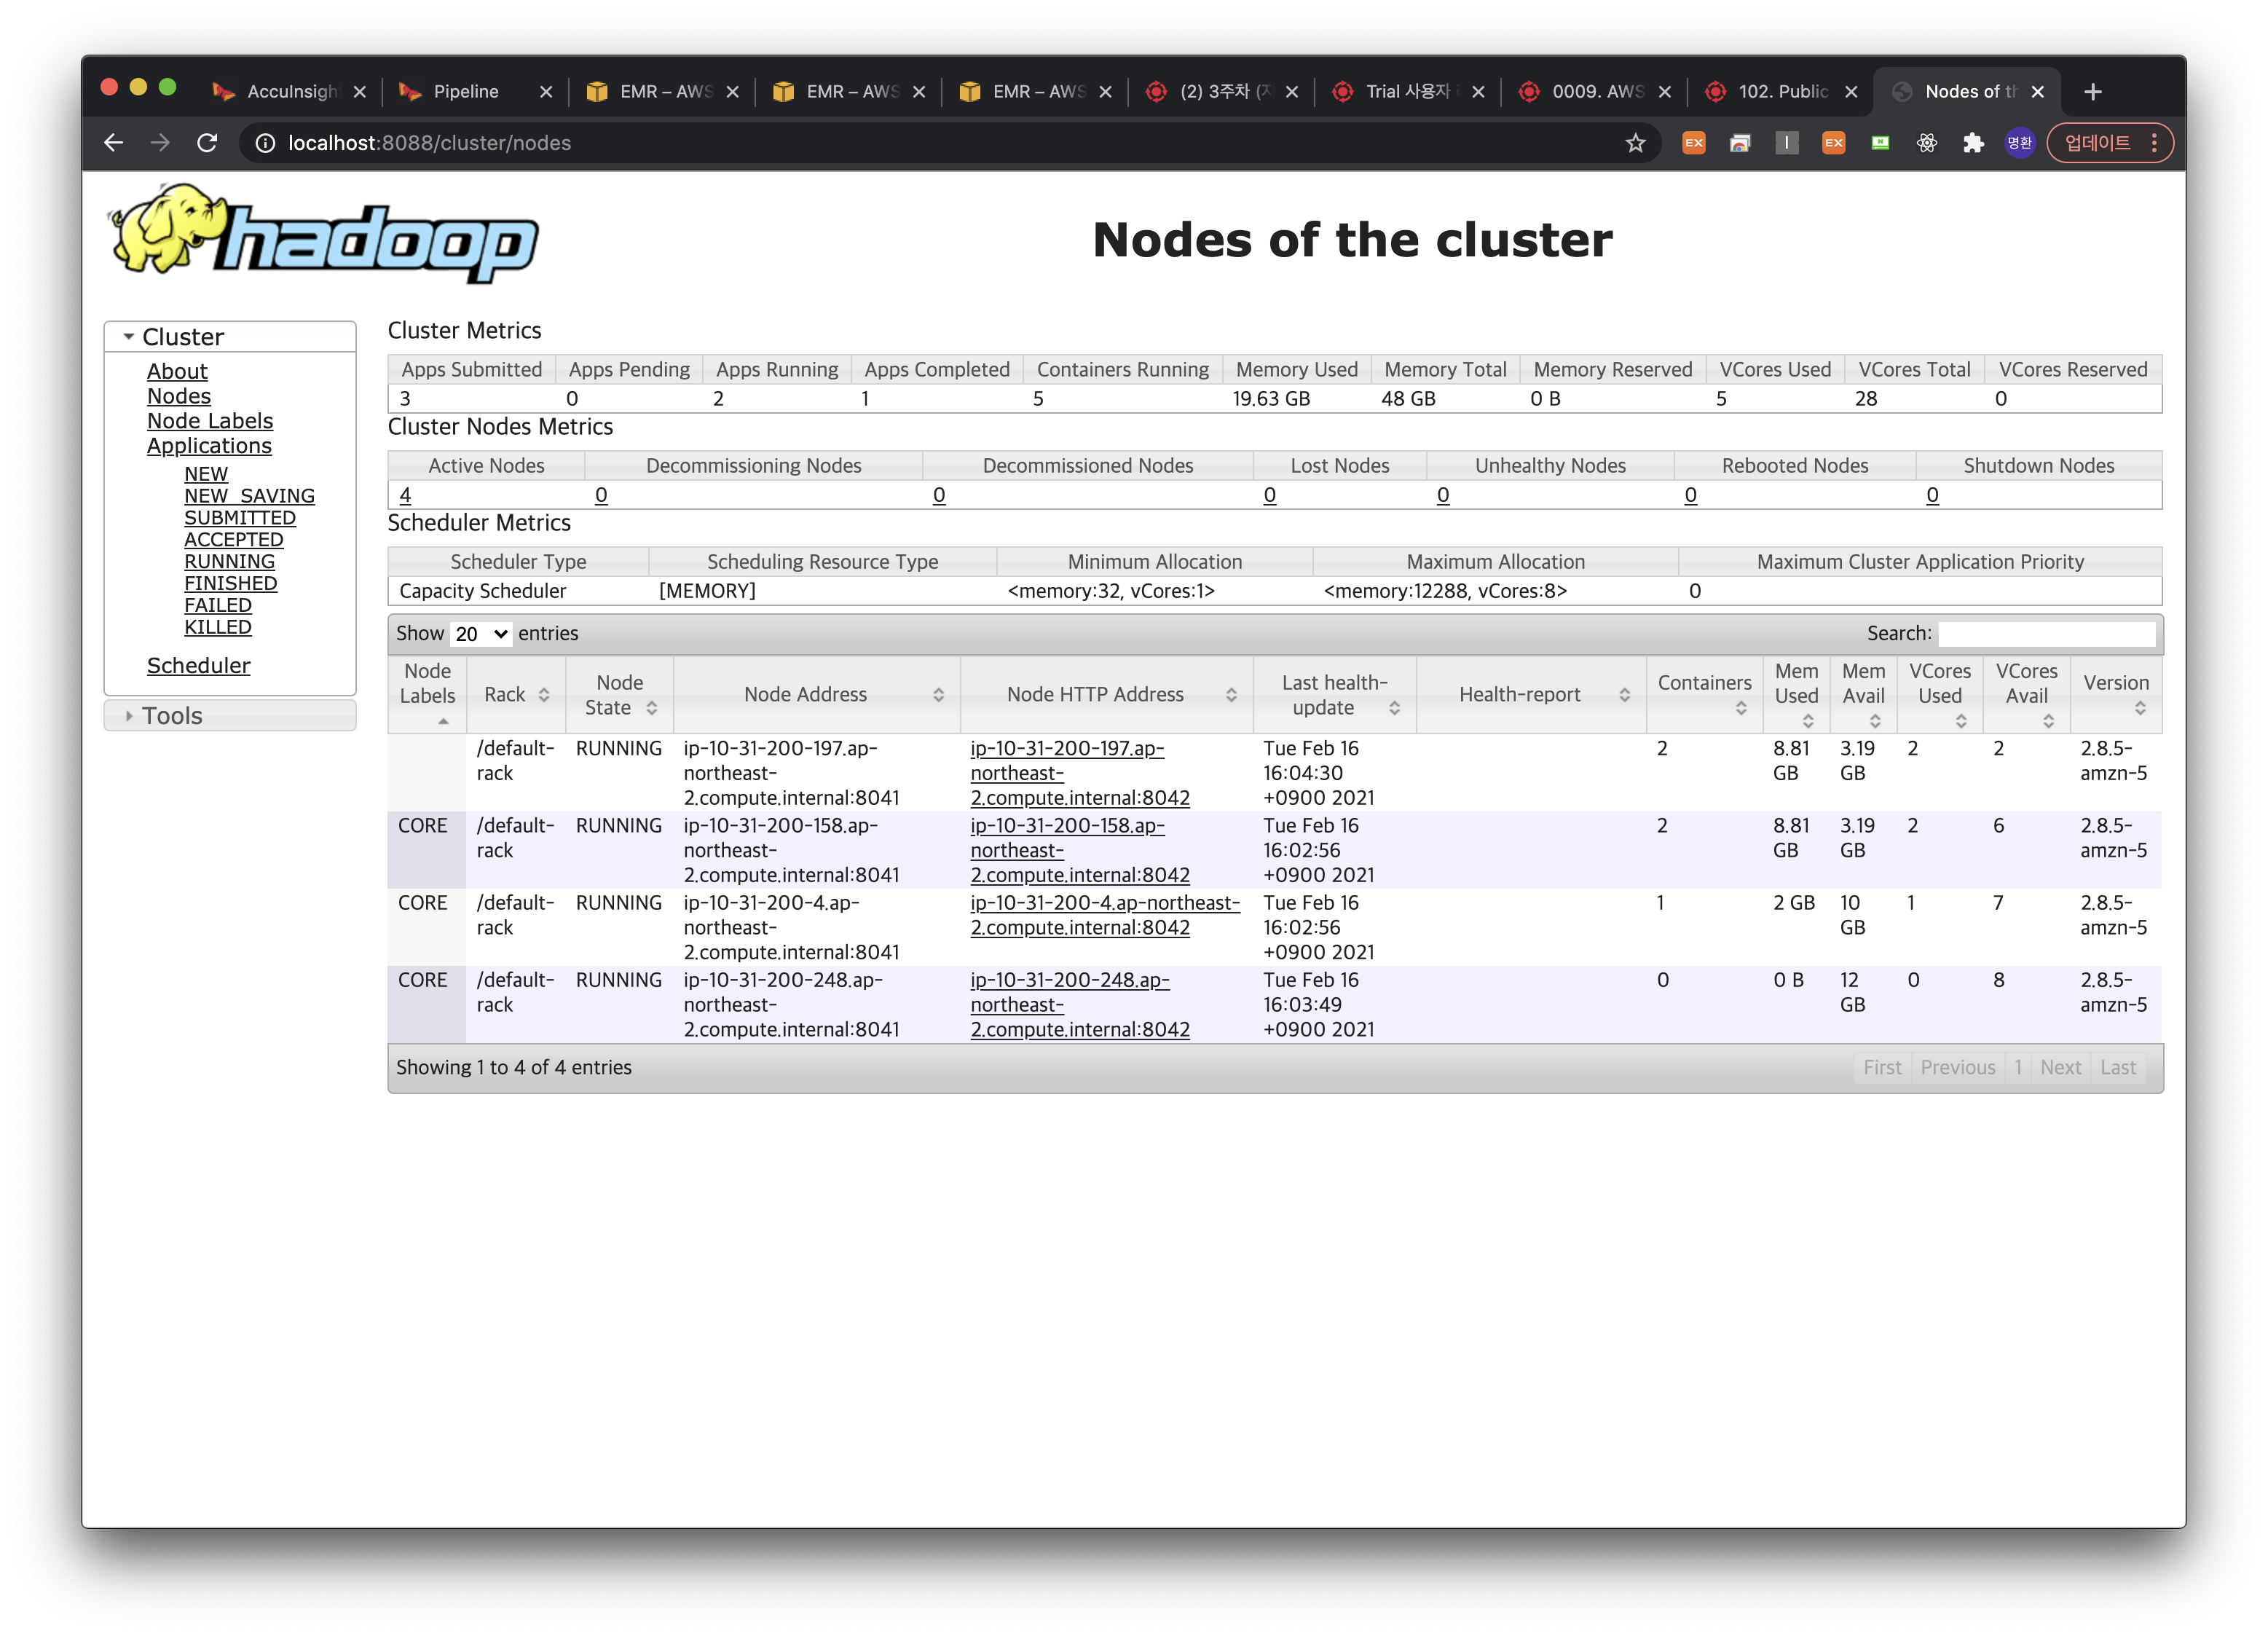 AccuInsigh
Pipeline
EMR – AWS
EMR – AWS
EMR – AWS
(2) 3주차 (지
Trial 사용자
0009. AWS
102. Public
Nodes of th
localhost:8088/cluster/nodes
EX
EX
명환
업데이트
hadoop
Nodes of the cluster
Cluster
About
Nodes
Node Labels
Applications
NEW
NEW_SAVING
SUBMITTED
ACCEPTED
RUNNING
FINISHED
FAILED
KILLED
Scheduler
Tools
Cluster Metrics
Apps Submitted Apps Pending Apps Running Apps Completed Containers Running Memory Used Memory Total Memory Reserved VCores Used VCores Total VCores Reserved
3 0 2 1 5 19.63 GB 48 GB 0 B 5 28 0
Cluster Nodes Metrics
Active Nodes Decommissioning Nodes Decommissioned Nodes Lost Nodes Unhealthy Nodes Rebooted Nodes Shutdown Nodes
4 0 0 0 0 0 0
Scheduler Metrics
Scheduler Type Scheduling Resource Type Minimum Allocation Maximum Allocation Maximum Cluster Application Priority
Capacity Scheduler [MEMORY] <memory:32, vCores:1> <memory:12288, vCores:8> 0
Show 20 entries Search:
Node Labels Rack Node State Node Address Node HTTP Address Last health-update Health-report Containers Mem Used Mem Avail VCores Used VCores Avail Version
/default-rack RUNNING ip-10-31-200-197.ap-northeast-2.compute.internal:8041 ip-10-31-200-197.ap-northeast-2.compute.internal:8042 Tue Feb 16 16:04:30 +0900 2021 2 8.81 GB 3.19 GB 2 2 2.8.5-amzn-5
CORE /default-rack RUNNING ip-10-31-200-158.ap-northeast-2.compute.internal:8041 ip-10-31-200-158.ap-northeast-2.compute.internal:8042 Tue Feb 16 16:02:56 +0900 2021 2 8.81 GB 3.19 GB 2 6 2.8.5-amzn-5
CORE /default-rack RUNNING ip-10-31-200-4.ap-northeast-2.compute.internal:8041 ip-10-31-200-4.ap-northeast-2.compute.internal:8042 Tue Feb 16 16:02:56 +0900 2021 1 2 GB 10 GB 1 7 2.8.5-amzn-5
CORE /default-rack RUNNING ip-10-31-200-248.ap-northeast-2.compute.internal:8041 ip-10-31-200-248.ap-northeast-2.compute.internal:8042 Tue Feb 16 16:03:49 +0900 2021 0 0 B 12 GB 0 8 2.8.5-amzn-5
Showing 1 to 4 of 4 entries First Previous 1 Next Last